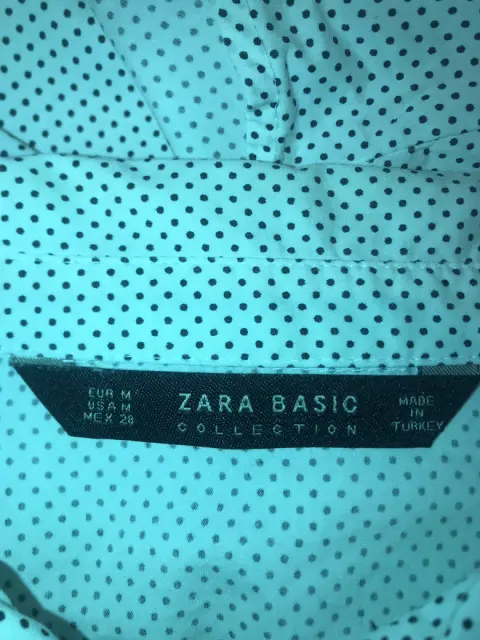 EUR M
USA M
MEX 28
ZARA BASIC
COLLECTION
MADE
IN
TURKEY